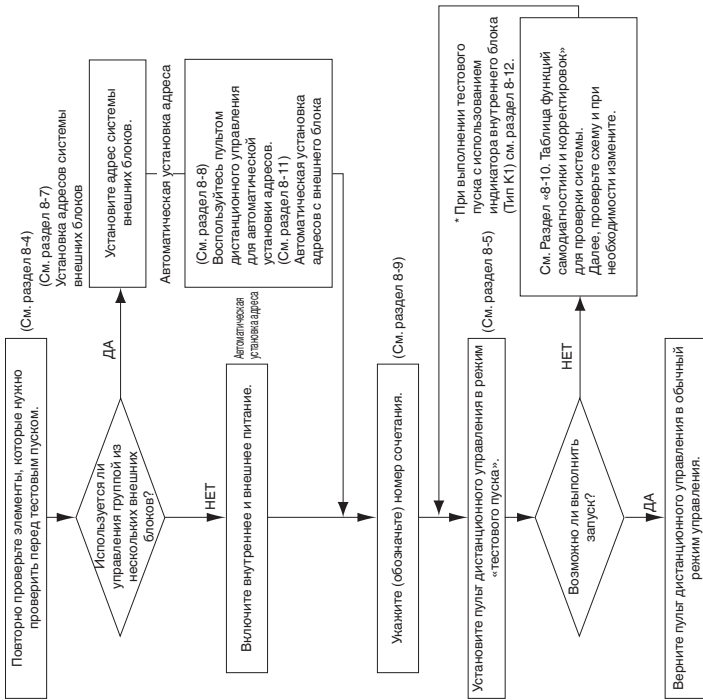 Повторно проверьте элементы, которые нужно
проверить перед тестовым пуском.
(См. раздел 8-4)
Используется ли
управления группой из
нескольких внешних
блоков?
ДА
(См. раздел 8-7)
Установка адресов системы
внешних блоков
Установите адрес системы
внешних блоков.
Автоматическая установка адреса
(См. раздел 8-8)
Воспользуйтесь пультом
дистанционного управления
для автоматической
установки адресов.
(См. раздел 8-11)
Автоматическая установка
адресов с внешнего блока
НЕТ
Включите внутреннее и внешнее питание.
Автоматическая
установка адреса
Укажите (обозначьте) номер сочетания.
(См. раздел 8-9)
Установите пульт дистанционного управления в режим
«тестового пуска».
(См. раздел 8-5)
* При выполнении тестового
пуска с использованием
индикатора внутреннего блока
(Тип K1) см. раздел 8-12.
Возможно ли выполнить
запуск?
НЕТ
См. Раздел «8-10. Таблица функций
самодиагностики и корректировок»
для проверки системы.
Далее, проверьте схему и при
необходимости измените.
ДА
Верните пульт дистанционного управления в обычный
режим управления.